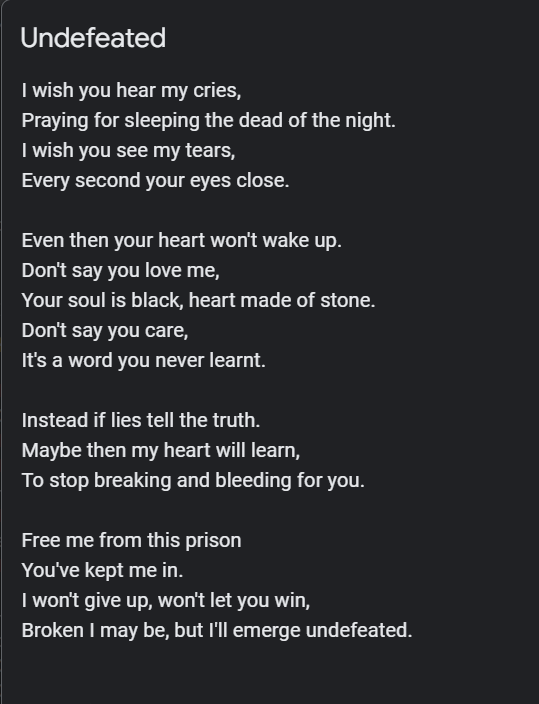 Undefeated
I wish you hear my cries,
Praying for sleeping the dead of the night.
I wish you see my tears,
Every second your eyes close.
Even then your heart won't wake up.
Don't say you love me,
Your soul is black, heart made of stone.
Don't say you care,
It's a word you never learnt.
Instead if lies tell the truth.
Maybe then my heart will learn,
To stop breaking and bleeding for you.
Free me from this prison
You've kept me in.
I won't give up, won't let you win,
Broken I may be, but I'll emerge undefeated.